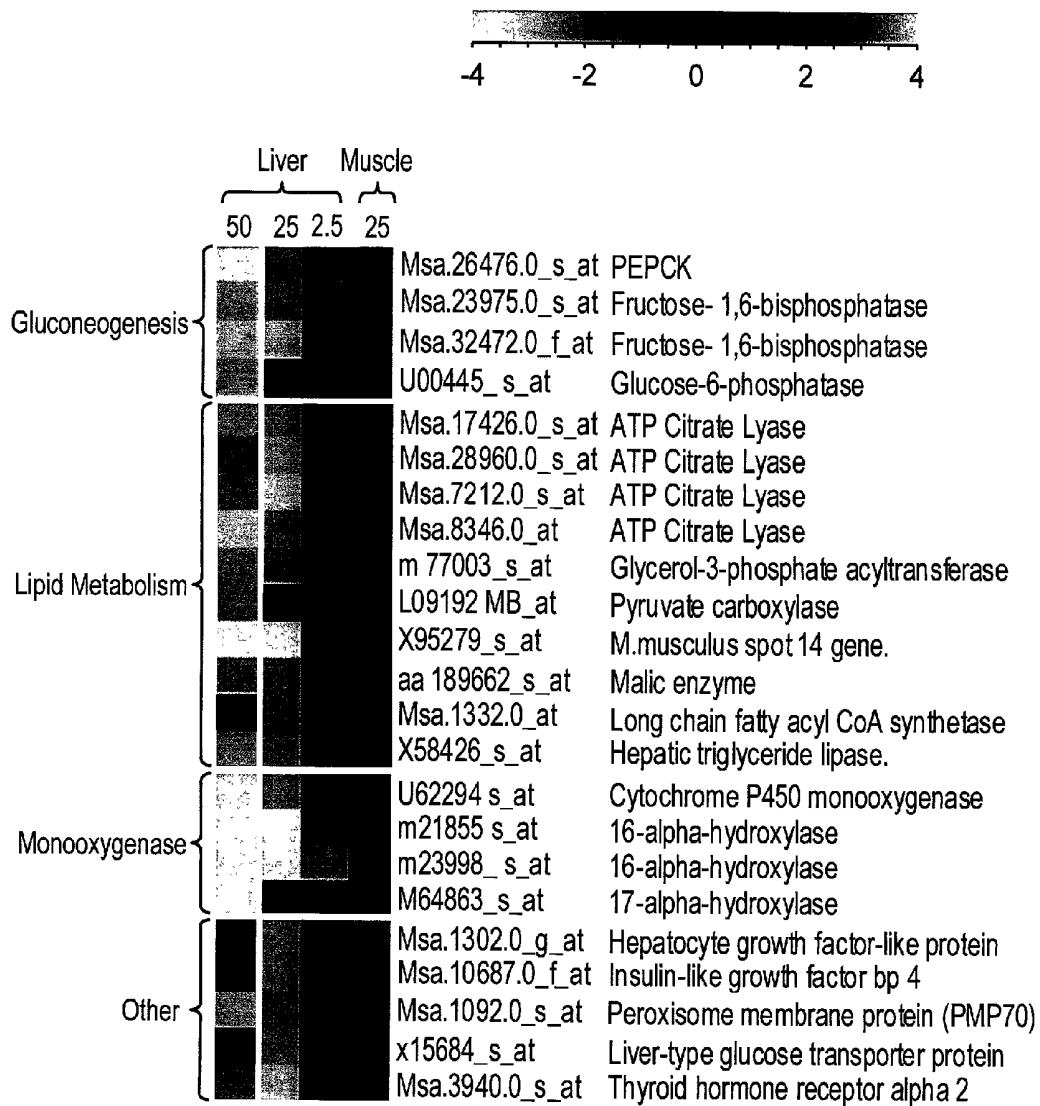 -4 -2 0 2 4
Liver Muscle
50 25 2.5 25
Gluconeogenesis
Msa.26476.0_s_at PEPCK
Msa.23975.0_s_at Fructose- 1,6-bisphosphatase
Msa.32472.0_f_at Fructose- 1,6-bisphosphatase
U00445_ s_at Glucose-6-phosphatase
Lipid Metabolism
Msa.17426.0_s_at ATP Citrate Lyase
Msa.28960.0_s_at ATP Citrate Lyase
Msa.7212.0_s_at ATP Citrate Lyase
Msa.8346.0_at ATP Citrate Lyase
m 77003_s_at Glycerol-3-phosphate acyltransferase
L09192 MB_at Pyruvate carboxylase
X95279_s_at M.musculus spot 14 gene.
aa 189662_s_at Malic enzyme
Msa.1332.0_at Long chain fatty acyl CoA synthetase
X58426_s_at Hepatic triglyceride lipase.
Monooxygenase
U62294 s_at Cytochrome P450 monooxygenase
m21855 s_at 16-alpha-hydroxylase
m23998_ s_at 16-alpha-hydroxylase
M64863_s_at 17-alpha-hydroxylase
Other
Msa.1302.0_g_at Hepatocyte growth factor-like protein
Msa.10687.0_f_at Insulin-like growth factor bp 4
Msa.1092.0_s_at Peroxisome membrane protein (PMP70)
x15684_s_at Liver-type glucose transporter protein
Msa.3940.0_s_at Thyroid hormone receptor alpha 2